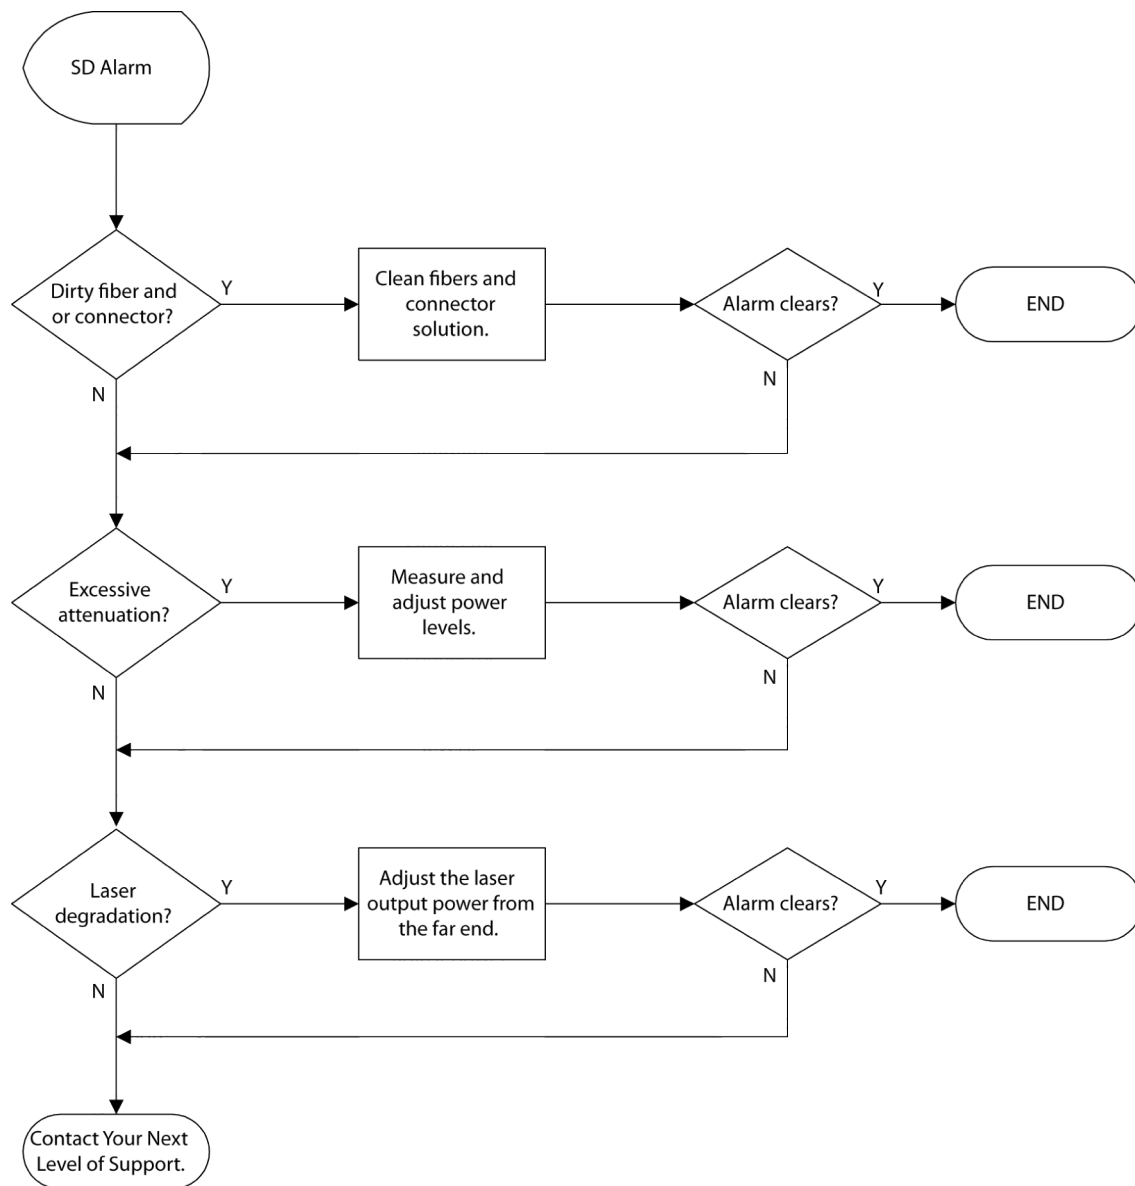 SD Alarm
Dirty fiber and
or connector?
Y
Clean fibers and
connector
solution.
Alarm clears?
Y
END
N
N
Excessive
attenuation?
Y
Measure and
adjust power
levels.
Alarm clears?
Y
END
N
N
Laser
degradation?
Y
Adjust the laser
output power from
the far end.
Alarm clears?
Y
END
N
N
Contact Your Next
Level of Support.